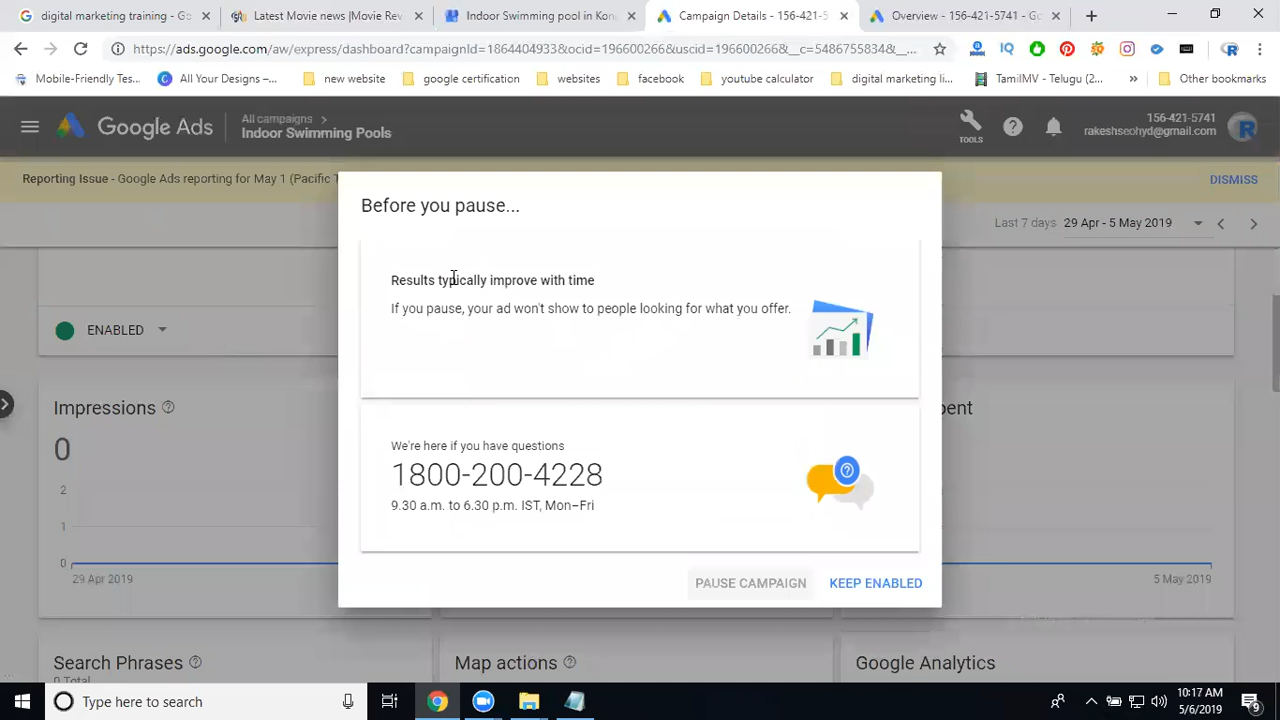 digital marketing training - Go
Latest Movie news |Movie Rev
Indoor Swimming pool in Kon
Campaign Details - 156-421-5
Overview - 156-421-5741 - Go
https://ads.google.com/aw/express/dashboard?campaignId=1864404933&ocid=196600266&uscid=196600266&__c=5486755834&__...
Mobile-Friendly Tes...
All Your Designs –...
new website
google certification
websites
facebook
youtube calculator
digital marketing li...
TamilMV - Telugu (2...
»
Other bookmarks
Google Ads
All campaigns >
Indoor Swimming Pools
TOOLS
156-421-5741
rakeshseohyd@gmail.com
Reporting Issue - Google Ads reporting for May 1 (Pacific T
DISMISS
Last 7 days 29 Apr - 5 May 2019
Before you pause...
Results typically improve with time
If you pause, your ad won't show to people looking for what you offer.
ENABLED
We're here if you have questions
1800-200-4228
9.30 a.m. to 6.30 p.m. IST, Mon–Fri
PAUSE CAMPAIGN
KEEP ENABLED
Impressions
0
2
1
0
29 Apr 2019
ent
5 May 2019
Search Phrases
0 Total
Map actions
Google Analytics
Type here to search
10:17 AM
5/6/2019
9